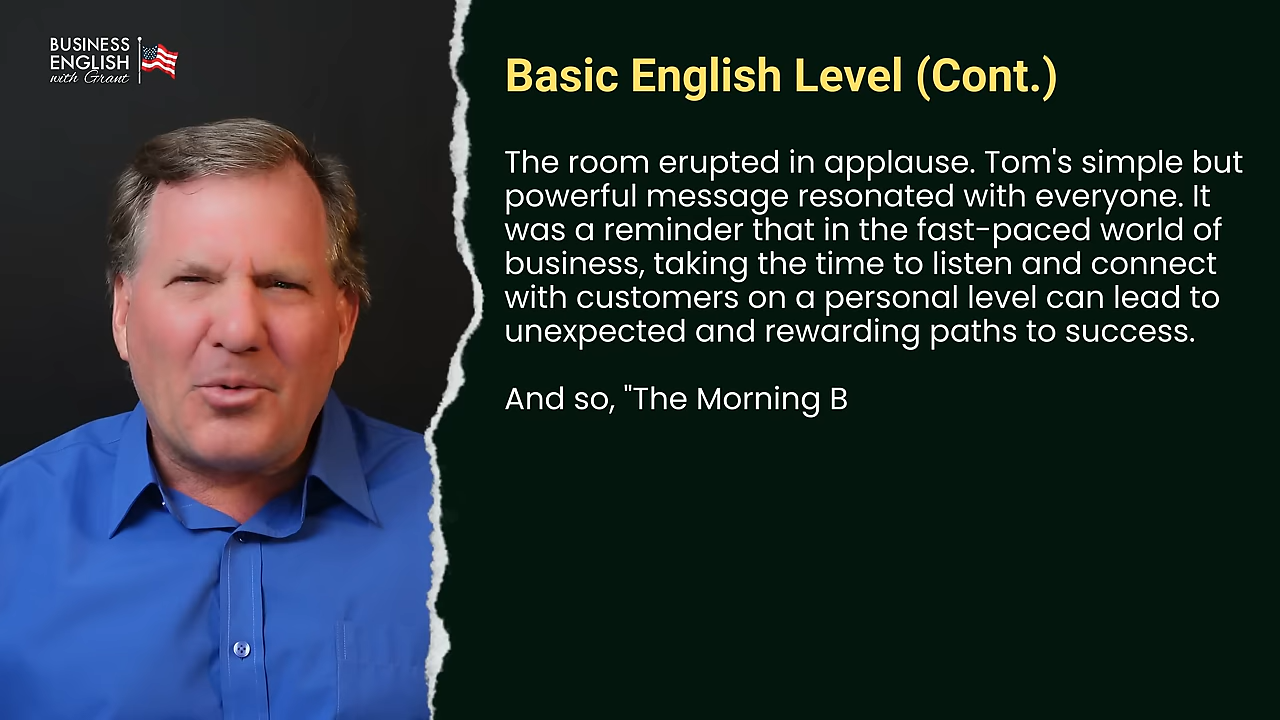 BUSINESS
ENGLISH
with Grant
Basic English Level (Cont.)
The room erupted in applause. Tom's simple but
powerful message resonated with everyone. It
was a reminder that in the fast-paced world of
business, taking the time to listen and connect
with customers on a personal level can lead to
unexpected and rewarding paths to success.
And so, "The Morning B